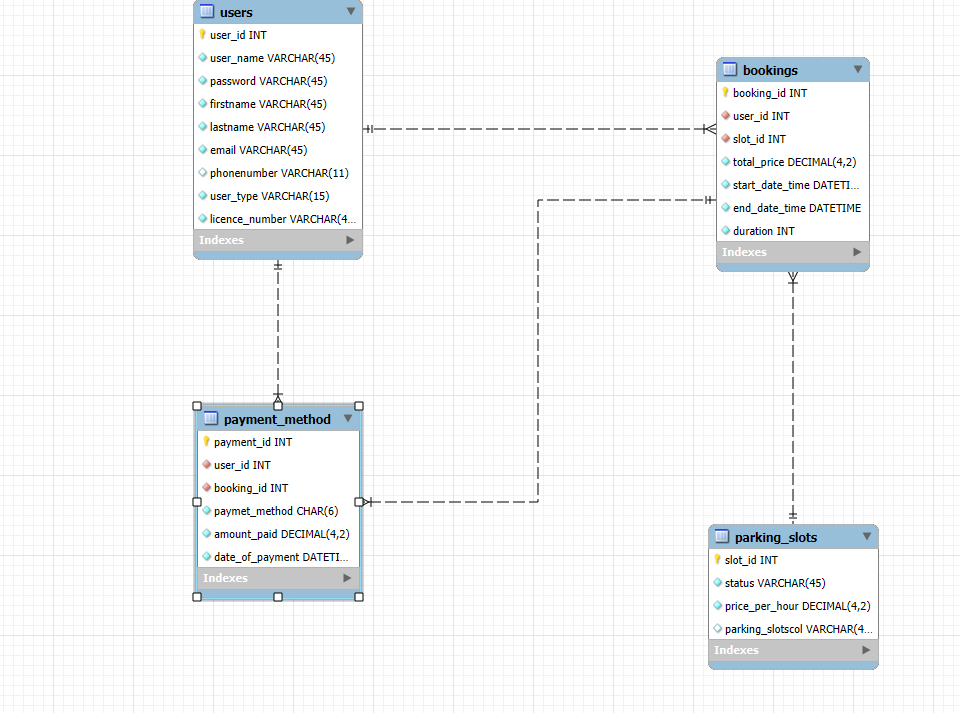 users
user_id INT
user_name VARCHAR(45)
password VARCHAR(45)
firstname VARCHAR(45)
lastname VARCHAR(45)
email VARCHAR(45)
phonenumber VARCHAR(11)
user_type VARCHAR(15)
licence_number VARCHAR(4...
Indexes
bookings
booking_id INT
user_id INT
slot_id INT
total_price DECIMAL(4,2)
start_date_time DATETI...
end_date_time DATETIME
duration INT
Indexes
payment_method
payment_id INT
user_id INT
booking_id INT
paymet_method CHAR(6)
amount_paid DECIMAL(4,2)
date_of_payment DATETI...
Indexes
parking_slots
slot_id INT
status VARCHAR(45)
price_per_hour DECIMAL(4,2)
parking_slotscol VARCHAR(4...
Indexes